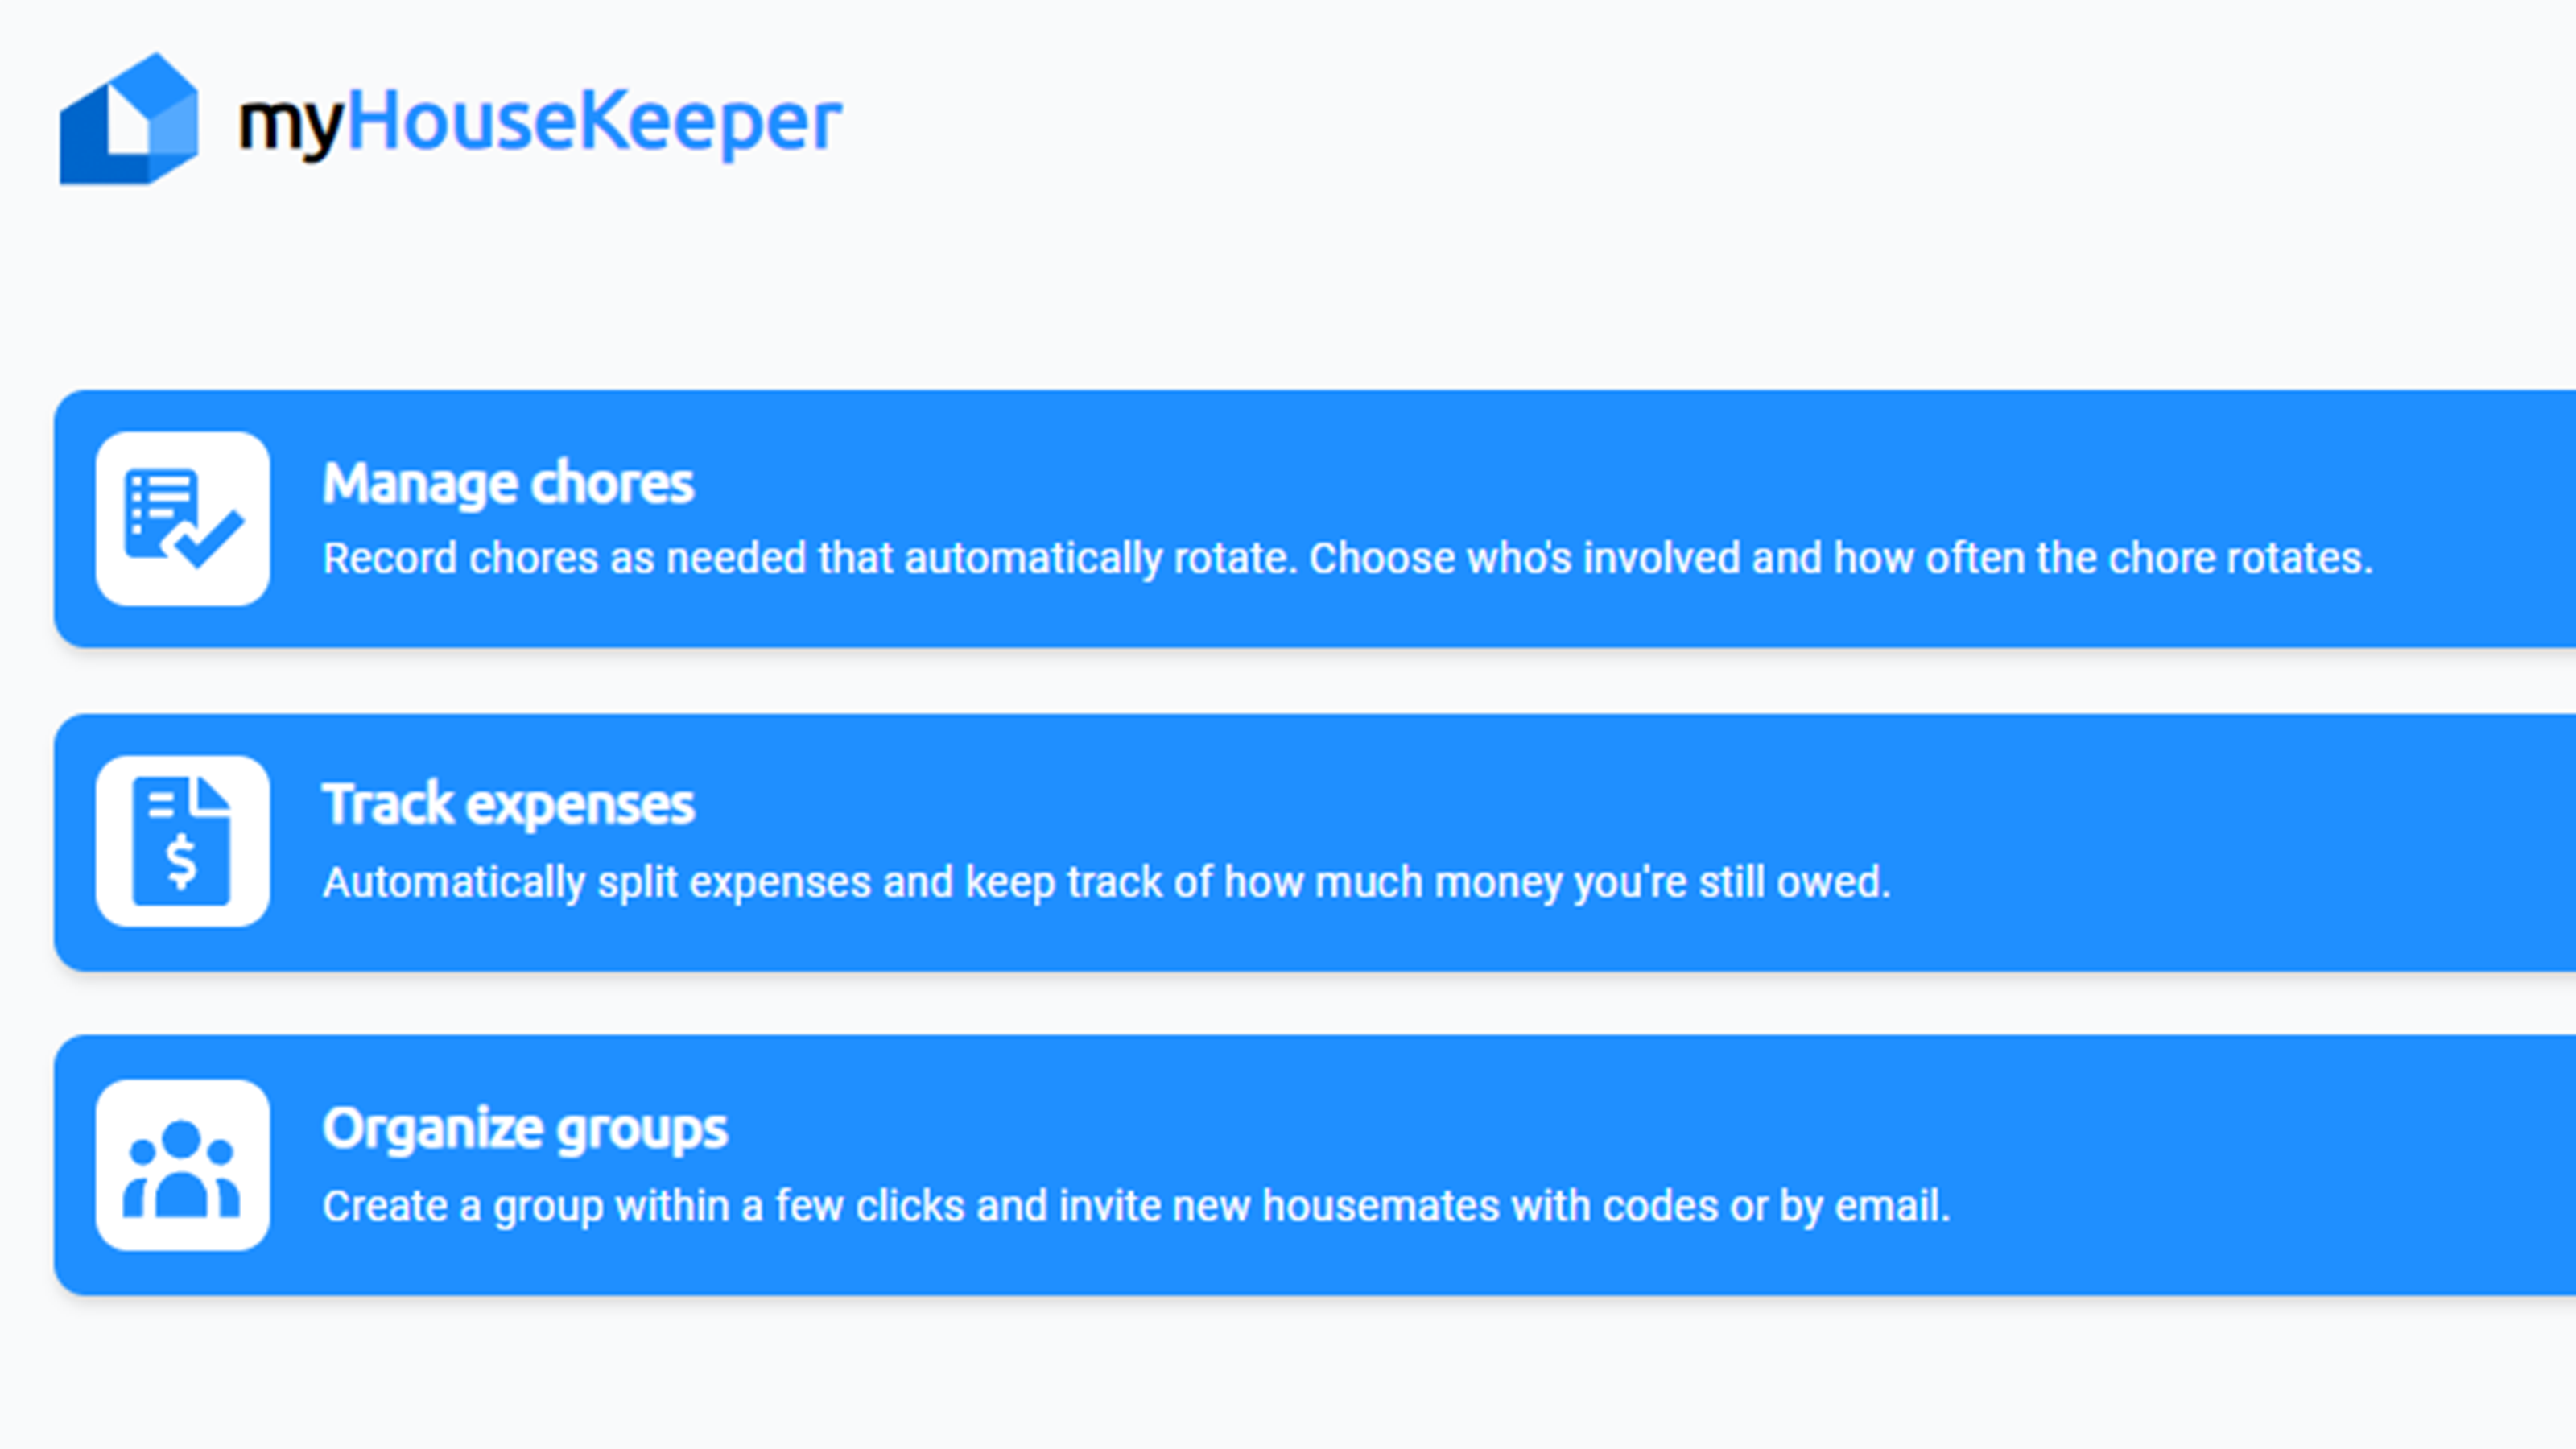 myHouseKeeper
Manage chores
Record chores as needed that automatically rotate. Choose who's involved and how often the chore rotates.
Track expenses
Automatically split expenses and keep track of how much money you're still owed.
Organize groups
Create a group within a few clicks and invite new housemates with codes or by email.